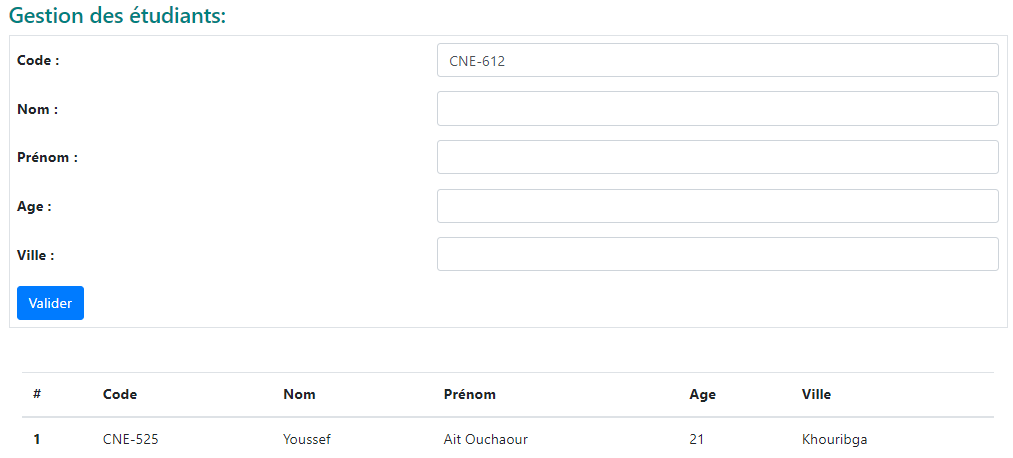 Gestion des étudiants:
Code : CNE-612
Nom :
Prénom :
Age :
Ville :
Valider
# Code Nom Prénom Age Ville
1 CNE-525 Youssef Ait Ouchaour 21 Khouribga